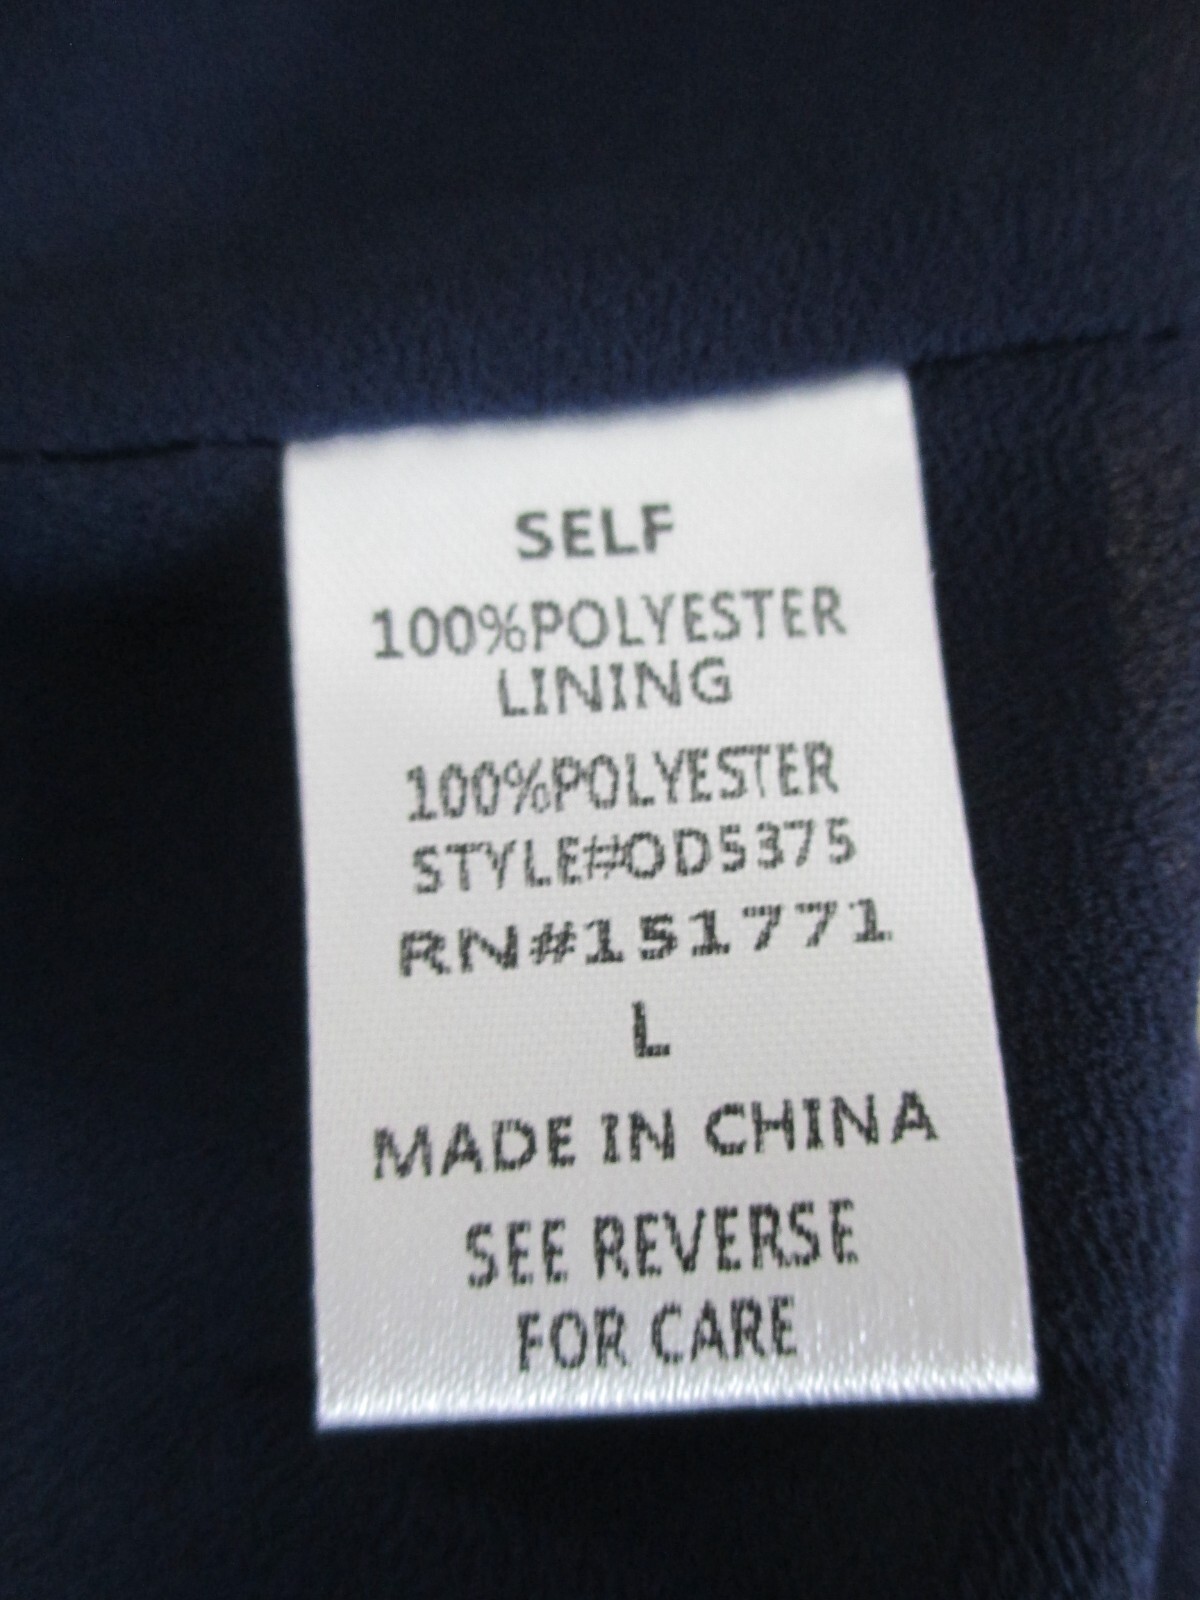 SELF
100%POLYESTER
LINING
100%POLYESTER
STYLE#OD5375
RN#151771
L
MADE IN CHINA
SEE REVERSE
FOR CARE